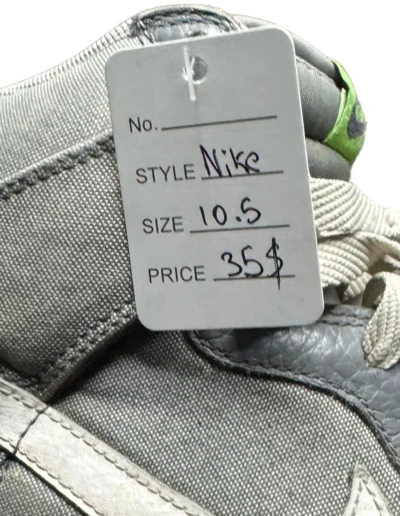 No.
STYLE Nike
SIZE 10.5
PRICE 35$